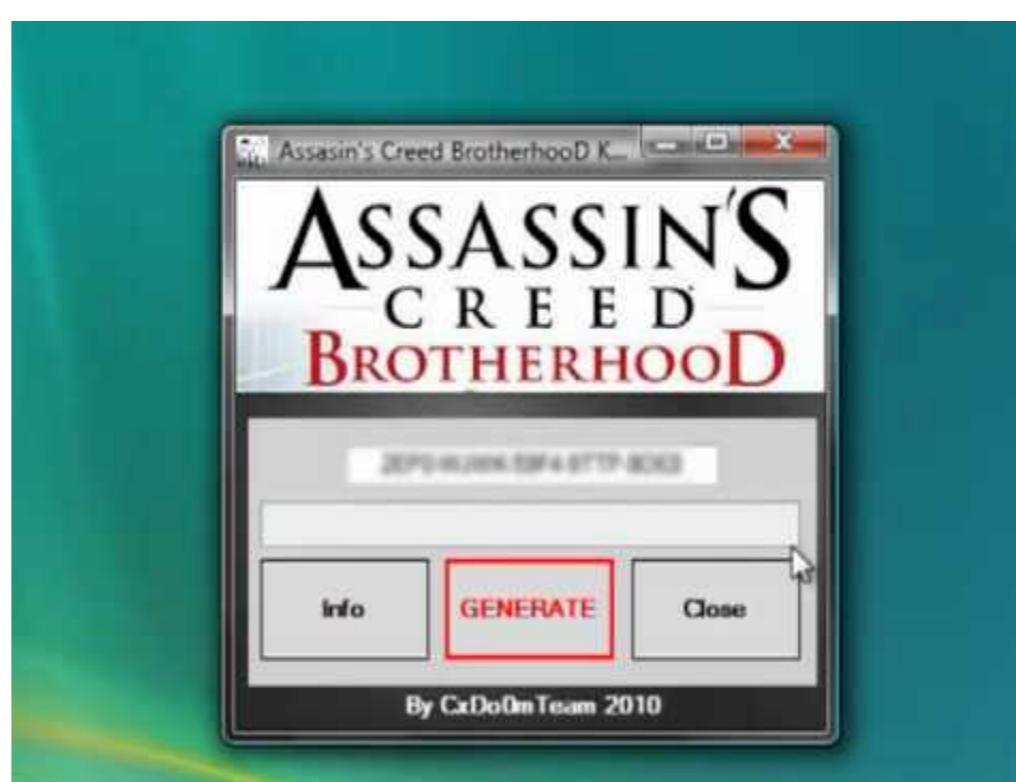 Assasin's Creed BrotherhooD K...
ASSASSIN'S
CREED
BROTHERHOOD
Info
GENERATE
Close
By CxDo0mTeam 2010